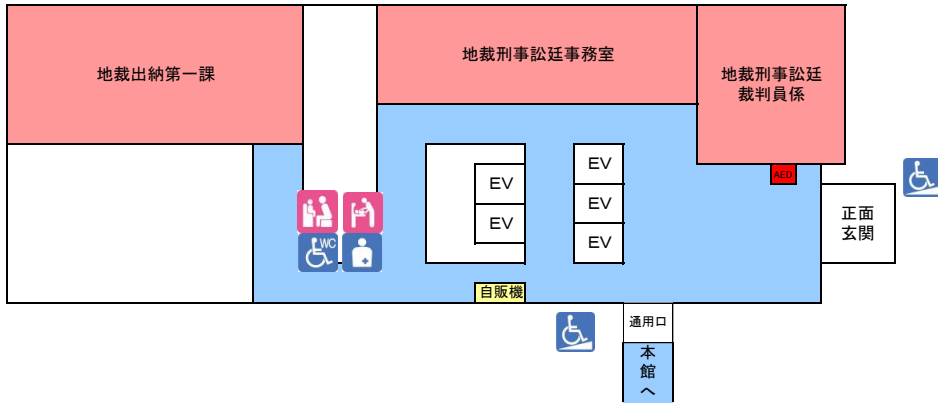 地裁出納第一課
地裁刑事訟廷事務室
地裁刑事訟廷
裁判員係
AED
EV
EV
EV
EV
EV
正面
玄関
WC
自販機
通用口
本
館
へ